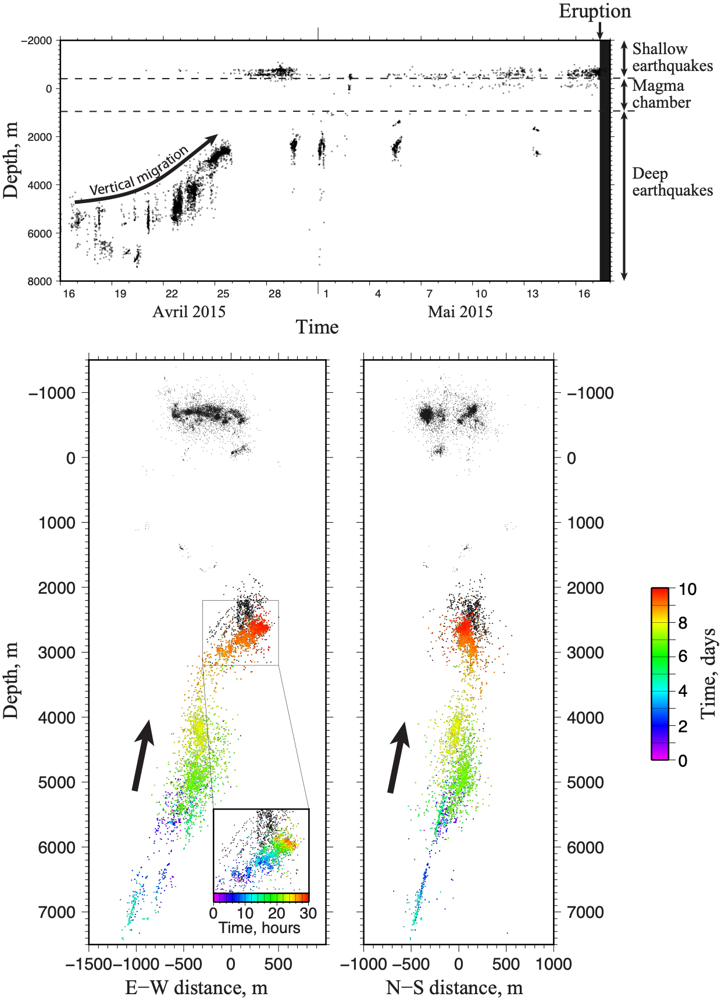 Eruption
−2000
0
2000
4000
6000
8000
Depth, m
Vertical migration
Shallow
earthquakes
Magma
chamber
Deep
earthquakes
16 19 22 25 28 1 4 7 10 13 16
Avril 2015 Mai 2015
Time
−1000
0
1000
2000
3000
4000
5000
6000
7000
Depth, m
−1500 −1000 −500 0 500
E−W distance, m
0 10 20 30
Time, hours
−1000
0
1000
2000
3000
4000
5000
6000
7000
−1000 −500 0 500 1000
N−S distance, m
10
8
6
4
2
0
Time, days